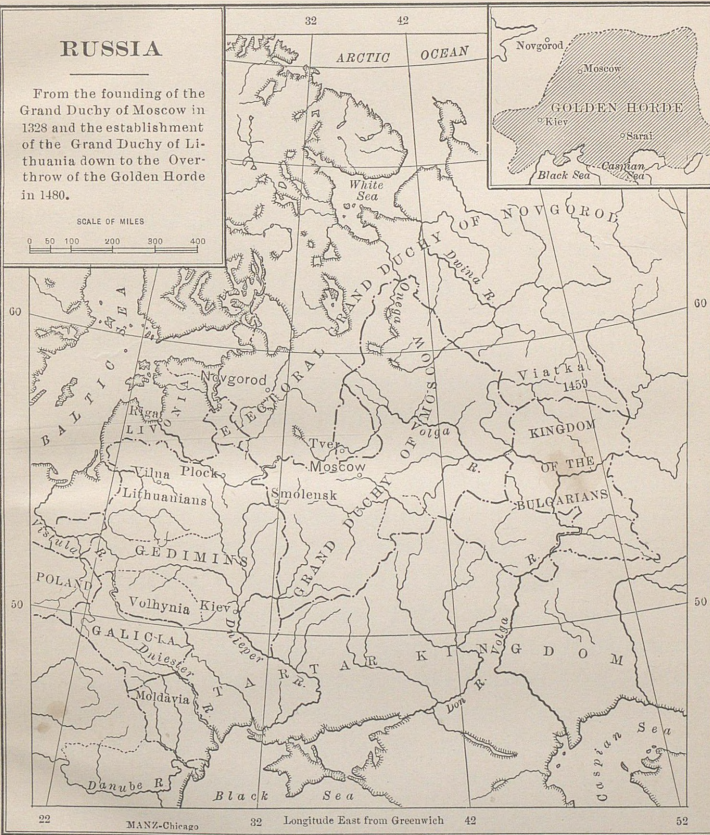 RUSSIA
From the founding of the
Grand Duchy of Moscow in
1328 and the establishment
of the Grand Duchy of Li-
thuania down to the Over-
throw of the Golden Horde
in 1480.
SCALE OF MILES
0 50 100 200 300 400
32 42
ARCTIC OCEAN
Novgorod
Moscow
GOLDEN HORDE
Kiev
Sarai
Caspian
Sea
Black Sea
White
Sea
ELECTORAL GRAND DUCHY OF NOVGOROD
Dwina R.
Onega
60
60
BALTIC SEA
Novgorod
Viatka
1459
Riga
LIVONIA
Volga R.
Tver
Moscow
GRAND DUCHY OF MOSCOW
KINGDOM
OF THE
BULGARIANS
Vilna Plock
Lithuanians
Smolensk
Vistula R.
GEDIMINS
R.
POLAND
Volhynia Kiev
50
50
GALICIA
Dnieper R.
Dniester R.
Volga
TARTAR KINGDOM
Moldavia
Don R.
Caspian Sea
Danube R
Black Sea
22 32 Longitude East from Greenwich 42 52
MANZ-Chicago